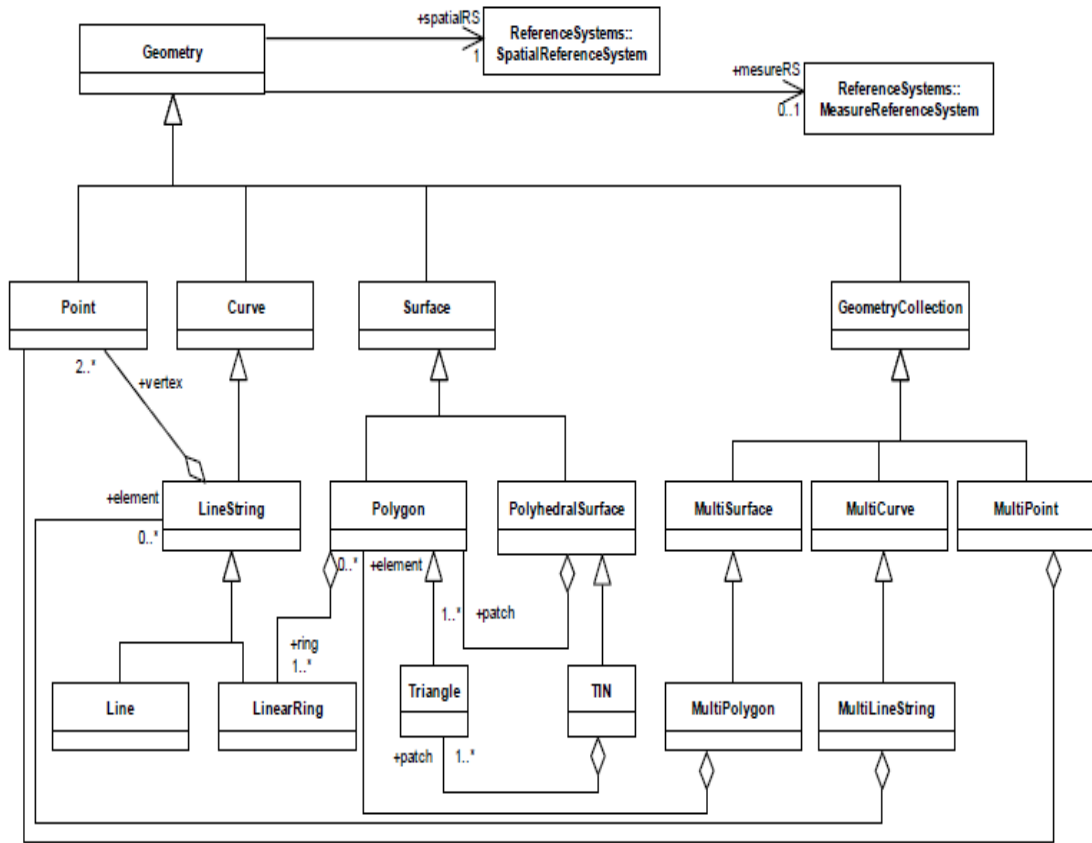 +spatialRS
1
ReferenceSystems::
SpatialReferenceSystem
Geometry
+mesureRS
0..1
ReferenceSystems::
MeasureReferenceSystem
Point
Curve
Surface
GeometryCollection
2..*
+vertex
+element
0..*
LineString
Polygon
PolyhedralSurface
MultiSurface
MultiCurve
MultiPoint
0..*
+element
1..*
+patch
+ring
1..*
Line
LinearRing
Triangle
TIN
MultiPolygon
MultiLineString
+patch
1..*